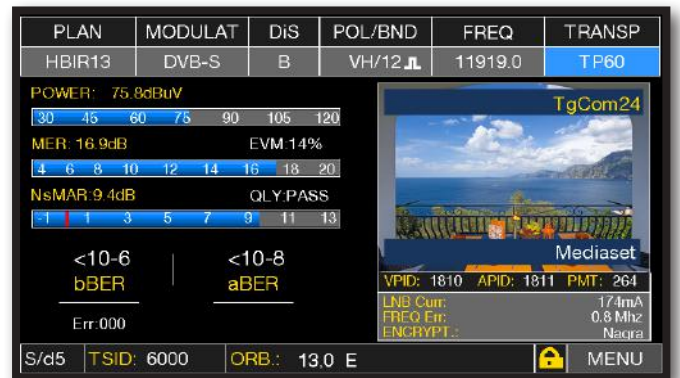 PLAN MODULAT DiS POL/BND FREQ TRANSP
HBIR13 DVB-S B VH/12 11919.0 TP60
POWER: 75.8dBuV
30 45 60 75 90 105 120
MER: 16.9dB EVM:14%
4 6 8 10 12 14 16 18 20
NsMAR:9.4dB QLY:PASS
-1 1 3 5 7 9 11 13
<10-6 <10-8
bBER aBER
Err:000
TgCom24
Mediaset
VPID: 1810 APID: 1811 PMT: 264
LNB Curr: 174mA
FREQ Err: 0.8 Mhz
ENCRYPT.: Nagra
S/d5 TSID: 6000 ORB.: 13.0 E MENU